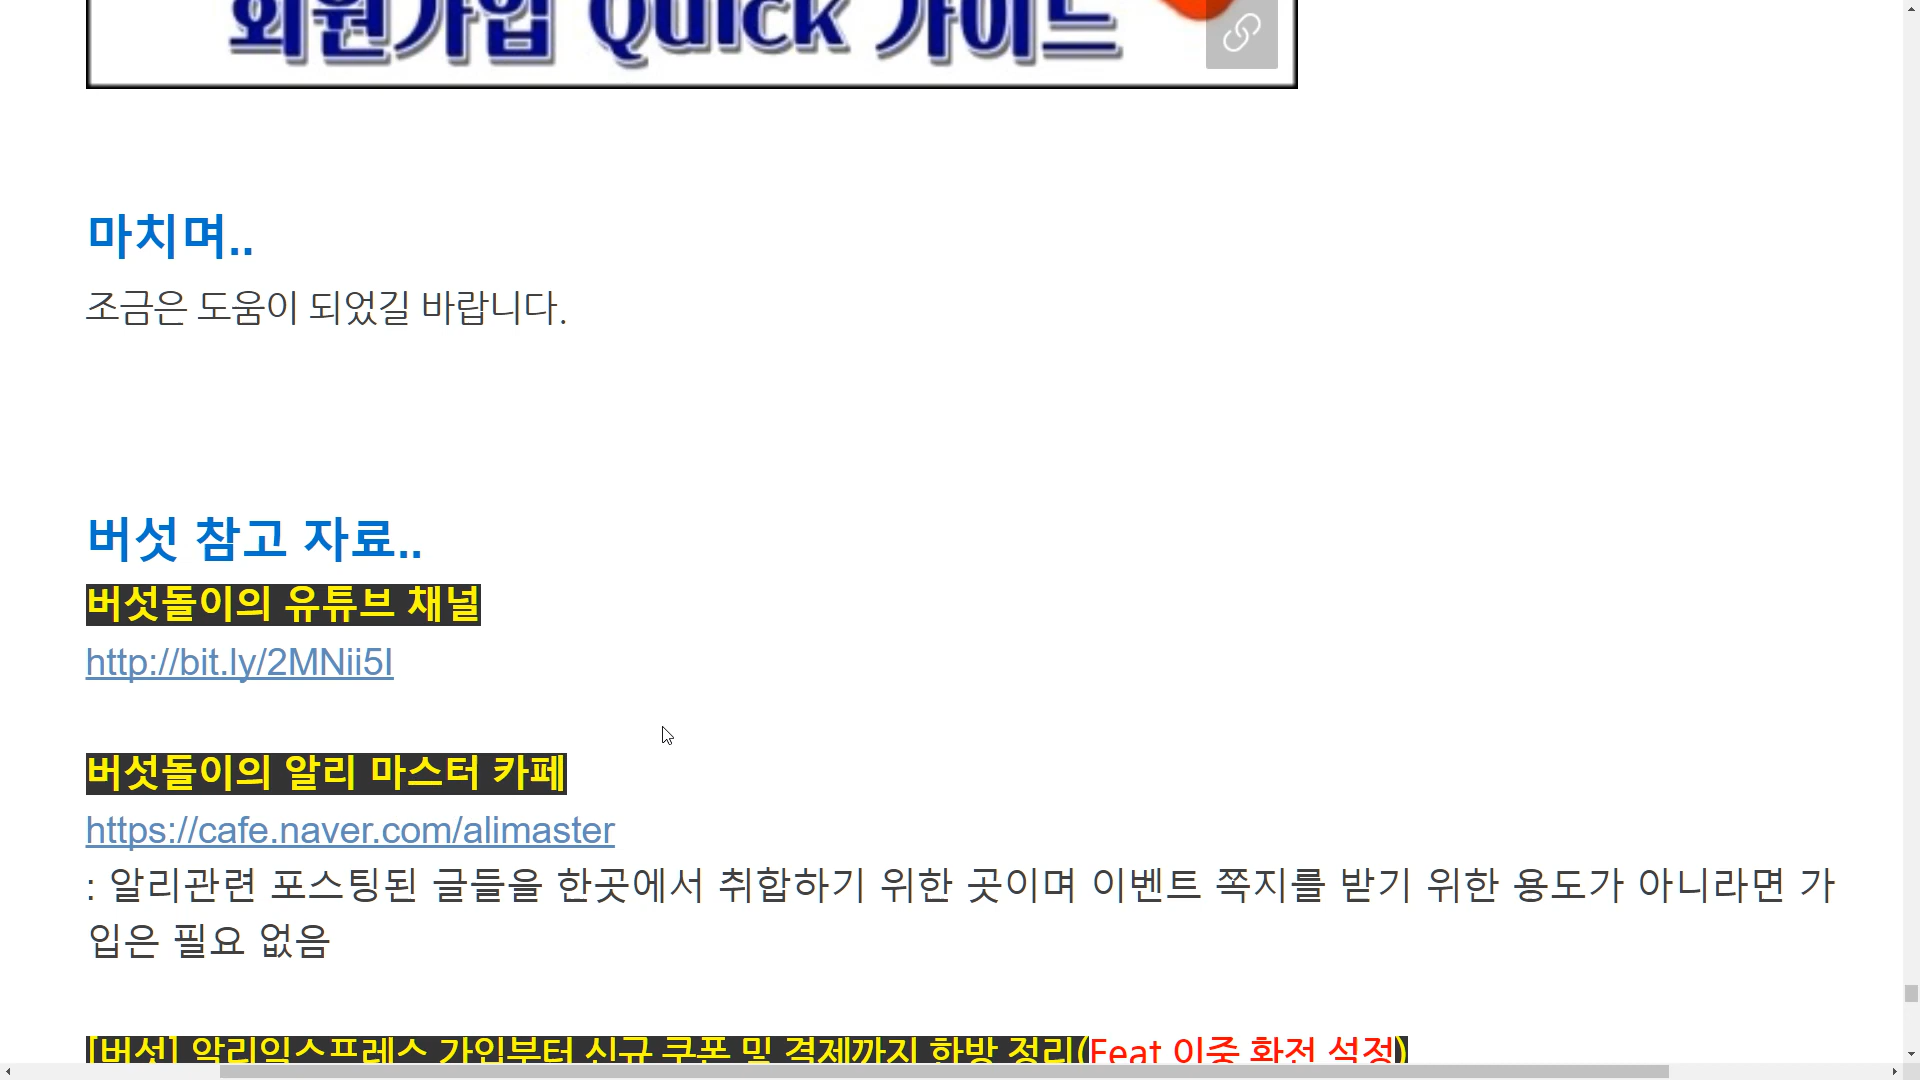 회원가입 Quick 가이드
마치며..
조금은 도움이 되었길 바랍니다.
버섯 참고 자료..
버섯돌이의 유튜브 채널
http://bit.ly/2MNii5I
버섯돌이의 알리 마스터 카페
https://cafe.naver.com/alimaster
: 알리관련 포스팅된 글들을 한곳에서 취합하기 위한 곳이며 이벤트 쪽지를 받기 위한 용도가 아니라면 가
입은 필요 없음
[버섯] 알리익스프레스 가입부터 신규 쿠폰 및 결제까지 한방 정리(Feat 이중 환전 설정)